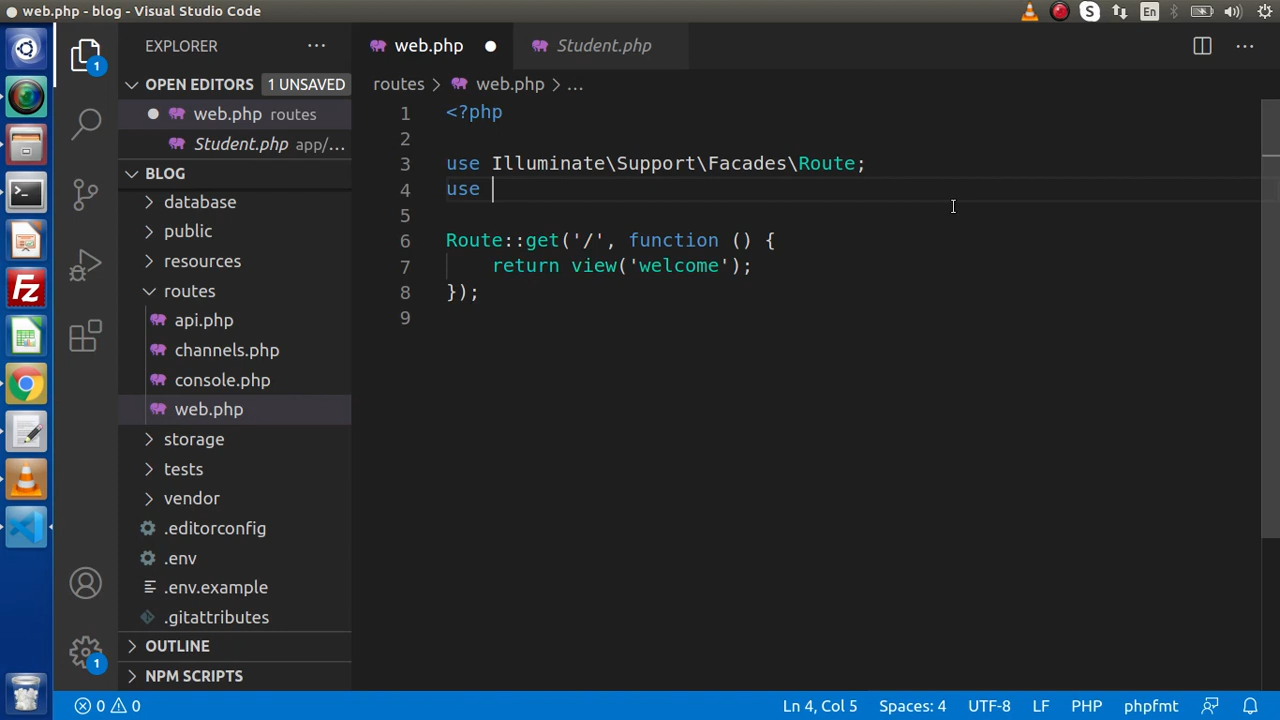 web.php - blog - Visual Studio Code
S
En
1
EXPLORER
OPEN EDITORS 1 UNSAVED
web.php routes
Student.php app/...
BLOG
database
public
resources
routes
api.php
channels.php
console.php
web.php
storage
tests
vendor
.editorconfig
.env
.env.example
.gitattributes
OUTLINE
NPM SCRIPTS
Fz
1
web.php
Student.php
routes > web.php > ...
1 <?php
2
3 use Illuminate\Support\Facades\Route;
4 use
5
6 Route::get('/', function () {
7 return view('welcome');
8 });
9
0 0
Ln 4, Col 5
Spaces: 4
UTF-8
LF
PHP
phpfmt